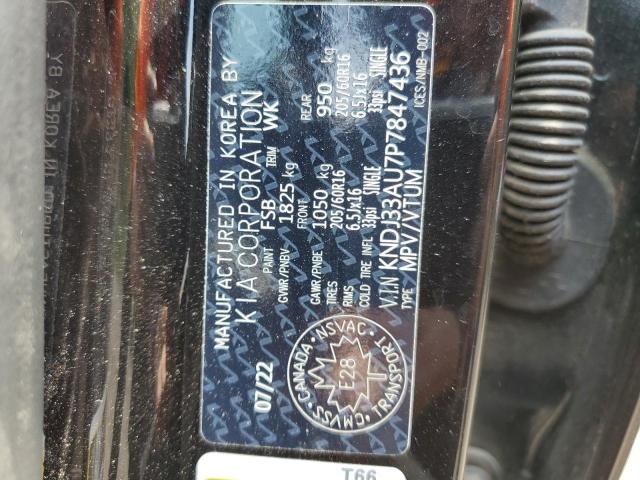 MANUFACTURED IN KOREA BY
KIA CORPORATION
07/22 PAINT FSB TRIM WK
GVWR/PNBV 1825 kg
FRONT REAR
GAWR/PNBE 1050 kg 950 kg
TIRES 205/60R16 205/60R16
RIMS 6.5Jx16 6.5Jx16
COLD TIRE INFL 33psi SINGLE 33psi SINGLE
V.I.N KNDJ33AU7P7847436
TYPE MPV/VTUM ICES/NMB-002
CANADA NSVAC
E28
CMVSS TRANSPORT
T66